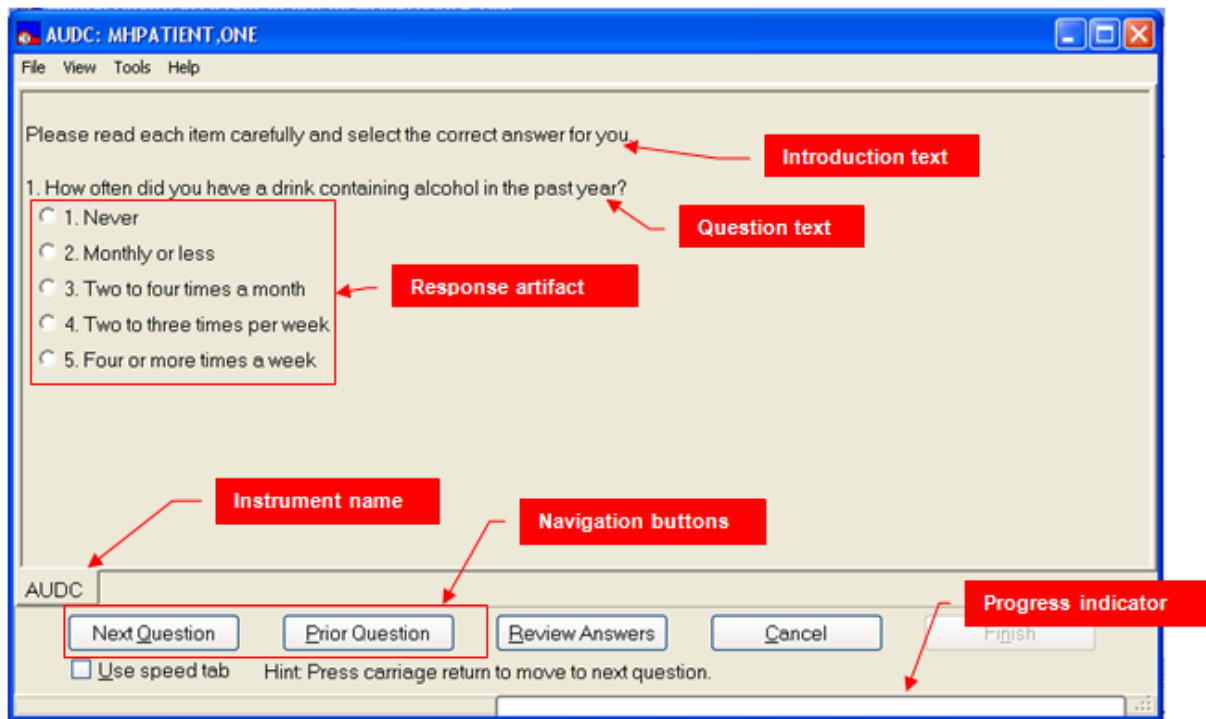 AUDC: MHPATIENT,ONE
File View Tools Help
Please read each item carefully and select the correct answer for you.
Introduction text
1. How often did you have a drink containing alcohol in the past year?
Question text
1. Never
2. Monthly or less
3. Two to four times a month
Response artifact
4. Two to three times per week
5. Four or more times a week
Instrument name
Navigation buttons
AUDC
Progress indicator
Next Question Prior Question Review Answers Cancel Finish
Use speed tab Hint: Press carriage return to move to next question.